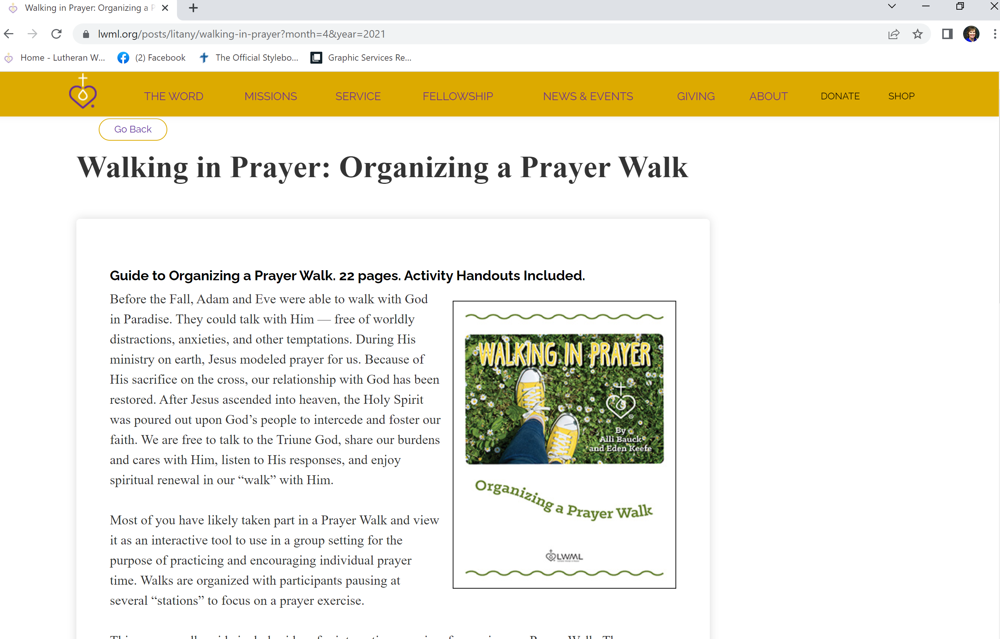 Walking in Prayer: Organizing a P
lwml.org/posts/litany/walking-in-prayer?month=4&year=2021
Home - Lutheran W... (2) Facebook The Official Stylebo... Graphic Services Re...
THE WORD MISSIONS SERVICE FELLOWSHIP NEWS & EVENTS GIVING ABOUT DONATE SHOP
Go Back
Walking in Prayer: Organizing a Prayer Walk
Guide to Organizing a Prayer Walk. 22 pages. Activity Handouts Included.
Before the Fall, Adam and Eve were able to walk with God
in Paradise. They could talk with Him — free of worldly
distractions, anxieties, and other temptations. During His
ministry on earth, Jesus modeled prayer for us. Because of
His sacrifice on the cross, our relationship with God has been
restored. After Jesus ascended into heaven, the Holy Spirit
was poured out upon God’s people to intercede and foster our
faith. We are free to talk to the Triune God, share our burdens
and cares with Him, listen to His responses, and enjoy
spiritual renewal in our “walk” with Him.
Most of you have likely taken part in a Prayer Walk and view
it as an interactive tool to use in a group setting for the
purpose of practicing and encouraging individual prayer
time. Walks are organized with participants pausing at
several “stations” to focus on a prayer exercise.
WALKING IN PRAYER
By
Alli Bauck
and Eden Keefe
Organizing a Prayer Walk
LWML